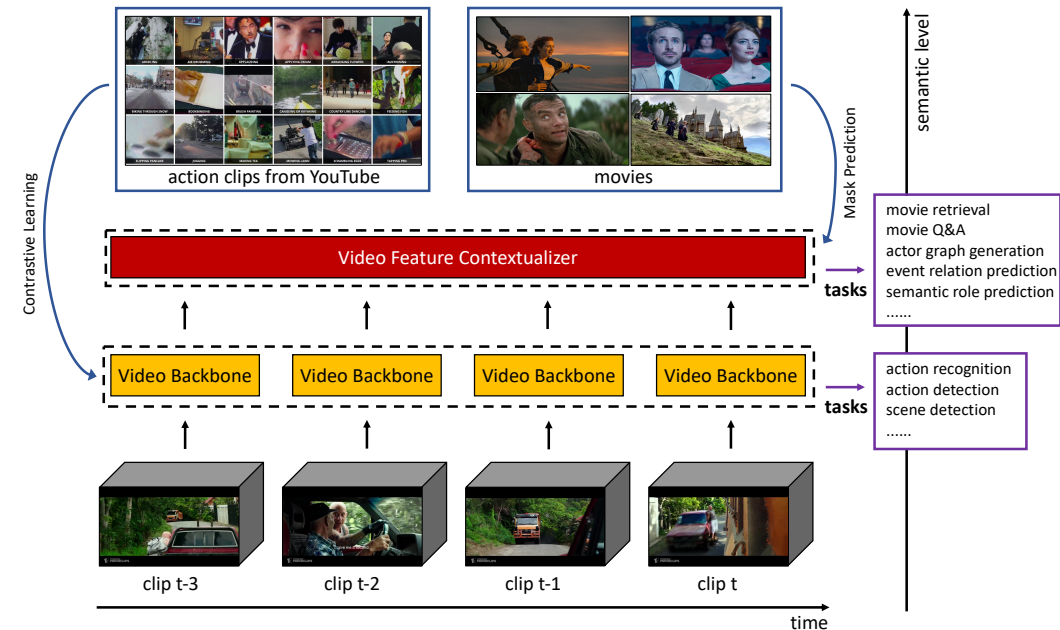 action clips from YouTube
movies
semantic level
Contrastive Learning
Mask Prediction
Video Feature Contextualizer
tasks
movie retrieval
movie Q&A
actor graph generation
event relation prediction
semantic role prediction
......
Video Backbone
Video Backbone
Video Backbone
Video Backbone
tasks
action recognition
action detection
scene detection
......
clip t-3
clip t-2
clip t-1
clip t
time